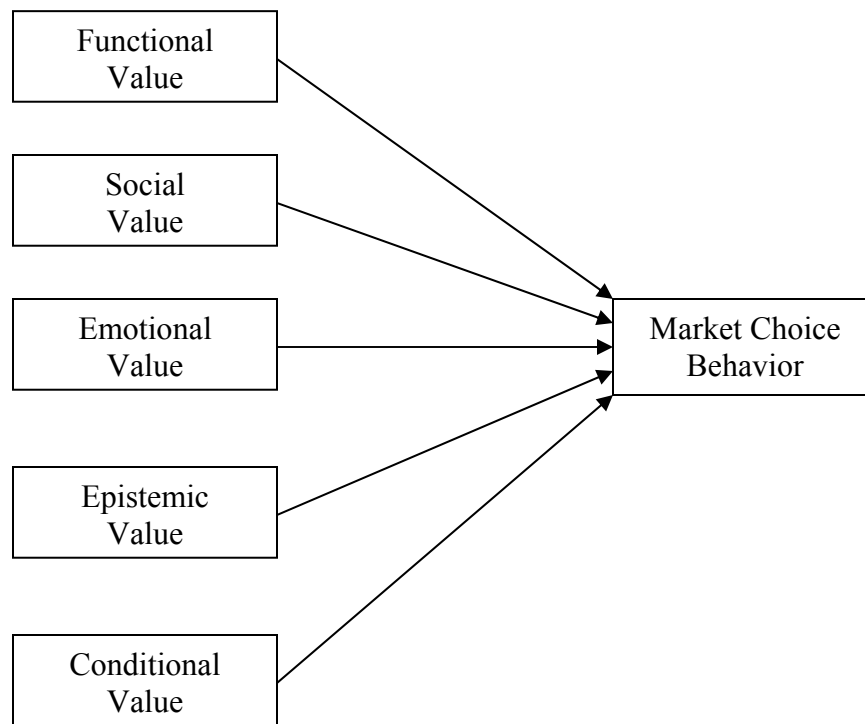 Functional
Value
Social
Value
Emotional
Value
Market Choice
Behavior
Epistemic
Value
Conditional
Value